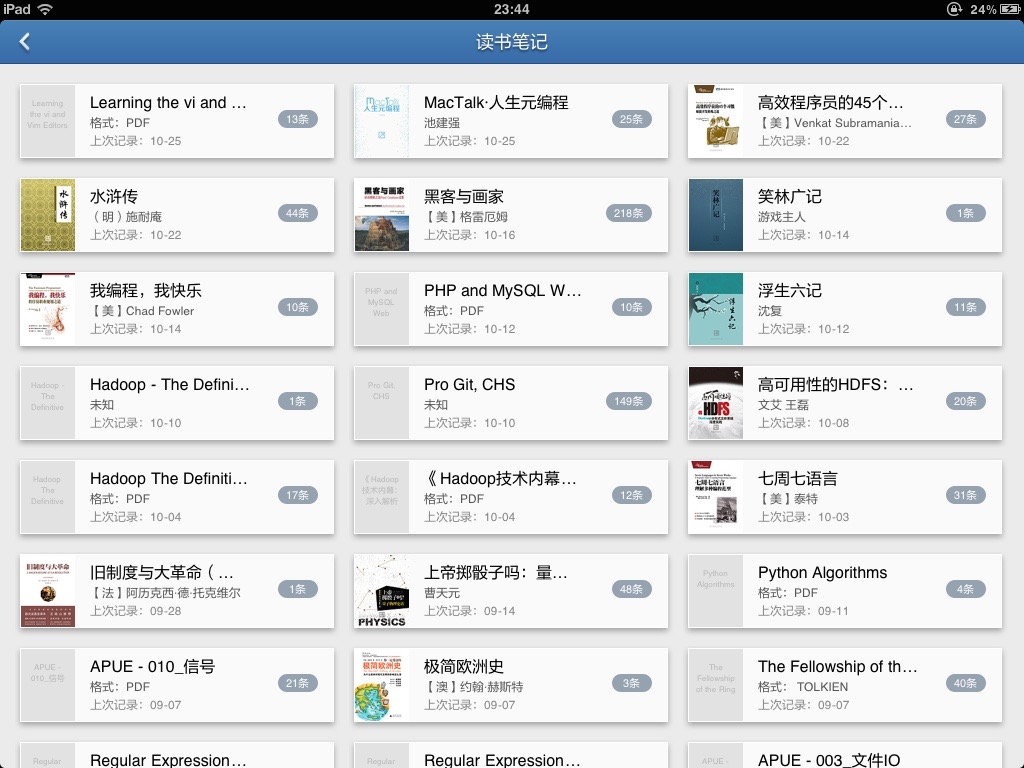 iPad
23:44
24%
读书笔记
Learning
the vi and
Vim Editors
Learning the vi and …
格式：PDF
上次记录：10-25
13条
MacTalk
人生元编程
MacTalk·人生元编程
池建强
上次记录：10-25
25条
高效程序员的45个习惯
高效程序员的45个…
【美】Venkat Subramania…
上次记录：10-22
27条
水浒传
水浒传
（明）施耐庵
上次记录：10-22
44条
黑客与画家
黑客与画家
【美】格雷厄姆
上次记录：10-16
218条
笑林广记
笑林广记
游戏主人
上次记录：10-14
1条
我编程，我快乐
我编程，我快乐
【美】Chad Fowler
上次记录：10-14
10条
PHP and
MySQL
Web
PHP and MySQL W…
格式：PDF
上次记录：10-12
10条
浮生六记
浮生六记
沈复
上次记录：10-12
11条
Hadoop -
The
Definitive
Hadoop - The Defini…
未知
上次记录：10-10
1条
Pro Git,
CHS
Pro Git, CHS
未知
上次记录：10-10
149条
HDFS
高可用性的HDFS：…
文艾 王磊
上次记录：10-08
20条
Hadoop
The
Definitive
Hadoop The Definiti…
格式：PDF
上次记录：10-04
17条
《Hadoop
技术内幕：
深入解析
《Hadoop技术内幕…
格式：PDF
上次记录：10-04
12条
七周七语言
七周七语言
【美】泰特
上次记录：10-03
31条
旧制度与大革命
旧制度与大革命（…
【法】阿历克西·德·托克维尔
上次记录：09-28
1条
上帝
掷骰子吗
PHYSICS
上帝掷骰子吗：量…
曹天元
上次记录：09-14
48条
Python
Algorithms
Python Algorithms
格式：PDF
上次记录：09-11
4条
APUE -
010_信号
APUE - 010_信号
格式：PDF
上次记录：09-07
21条
极简欧洲史
极简欧洲史
【澳】约翰·赫斯特
上次记录：09-07
3条
The
Fellowship
of the Ring
The Fellowship of th…
格式： TOLKIEN
上次记录：09-07
40条
Regular
Regular Expression…
Regular
Regular Expression…
APUE -
APUE - 003_文件IO